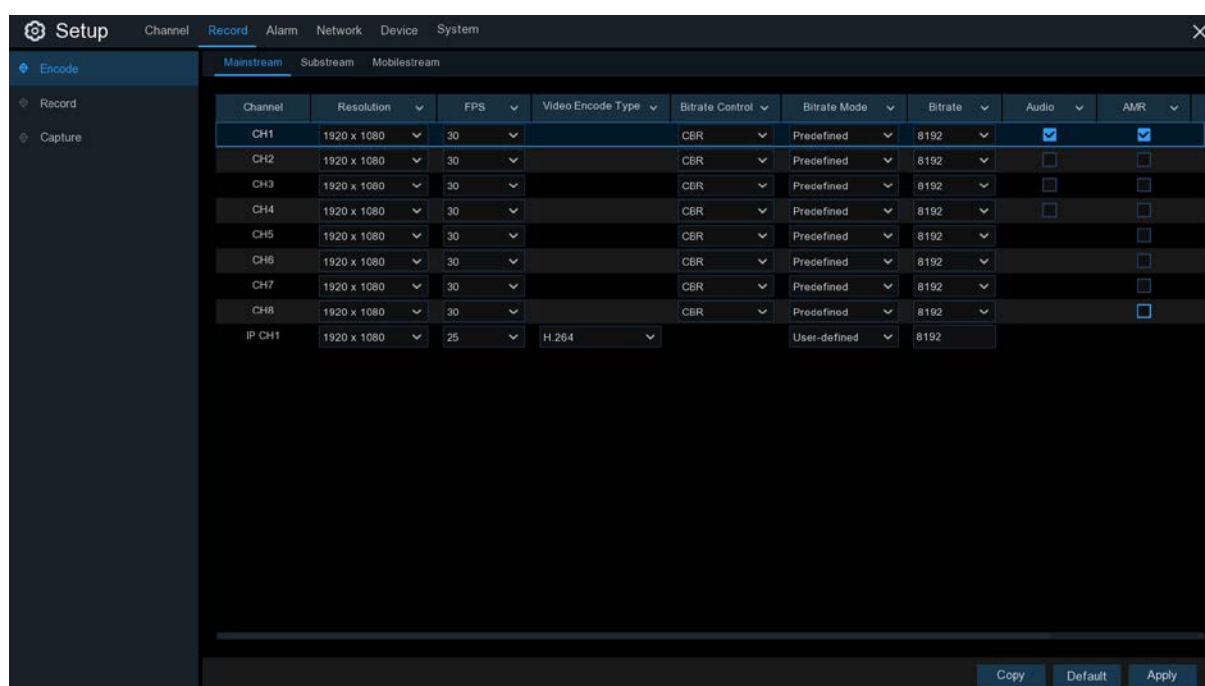 Setup Channel Record Alarm Network Device System
Encode
Record
Capture
Mainstream Substream Mobilestream
Channel Resolution FPS Video Encode Type Bitrate Control Bitrate Mode Bitrate Audio AMR
CH1 1920 x 1080 30 CBR Predefined 8192
CH2 1920 x 1080 30 CBR Predefined 8192
CH3 1920 x 1080 30 CBR Predefined 8192
CH4 1920 x 1080 30 CBR Predefined 8192
CH5 1920 x 1080 30 CBR Predefined 8192
CH6 1920 x 1080 30 CBR Predefined 8192
CH7 1920 x 1080 30 CBR Predefined 8192
CH8 1920 x 1080 30 CBR Predefined 8192
IP CH1 1920 x 1080 25 H.264 User-defined 8192
Copy Default Apply